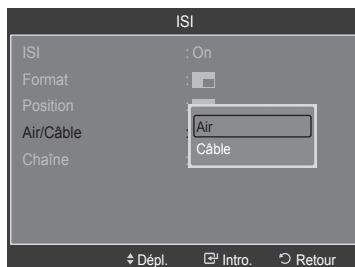 ISI
ISI : On
Format :
Position :
Air/Câble :
Air
Câble
Chaîne :
Dépl. Intro. Retour